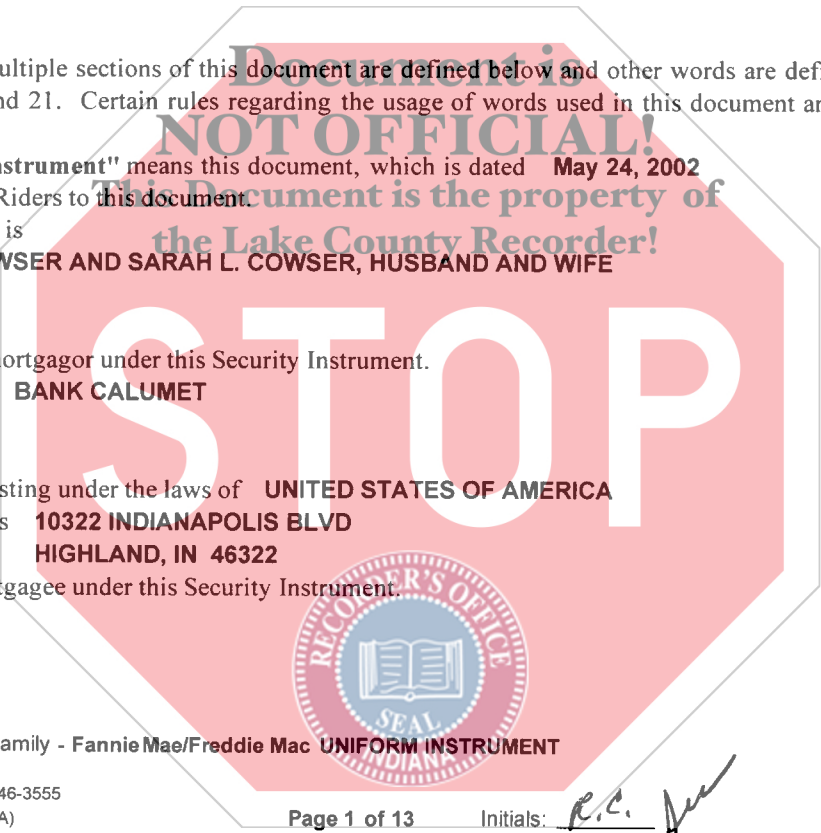 Document is
ultiple sections of this document are defined below and other words are defi
nd 21. Certain rules regarding the usage of words used in this document ar
NOT OFFICIAL!
nstrument" means this document, which is dated May 24, 2002
This Document is the property of
Riders to this document.
is
the Lake County Recorder!
WSER AND SARAH L. COWSER, HUSBAND AND WIFE
STOP
ortgagor under this Security Instrument.
BANK CALUMET
sting under the laws of UNITED STATES OF AMERICA
s 10322 INDIANAPOLIS BLVD
HIGHLAND, IN 46322
tgagee under this Security Instrument.
RECORDER'S OFFICE
SEAL
INDIANA
amily - Fannie Mae/Freddie Mac UNIFORM INSTRUMENT
46-3555
A)
Page 1 of 13 Initials: R.C.